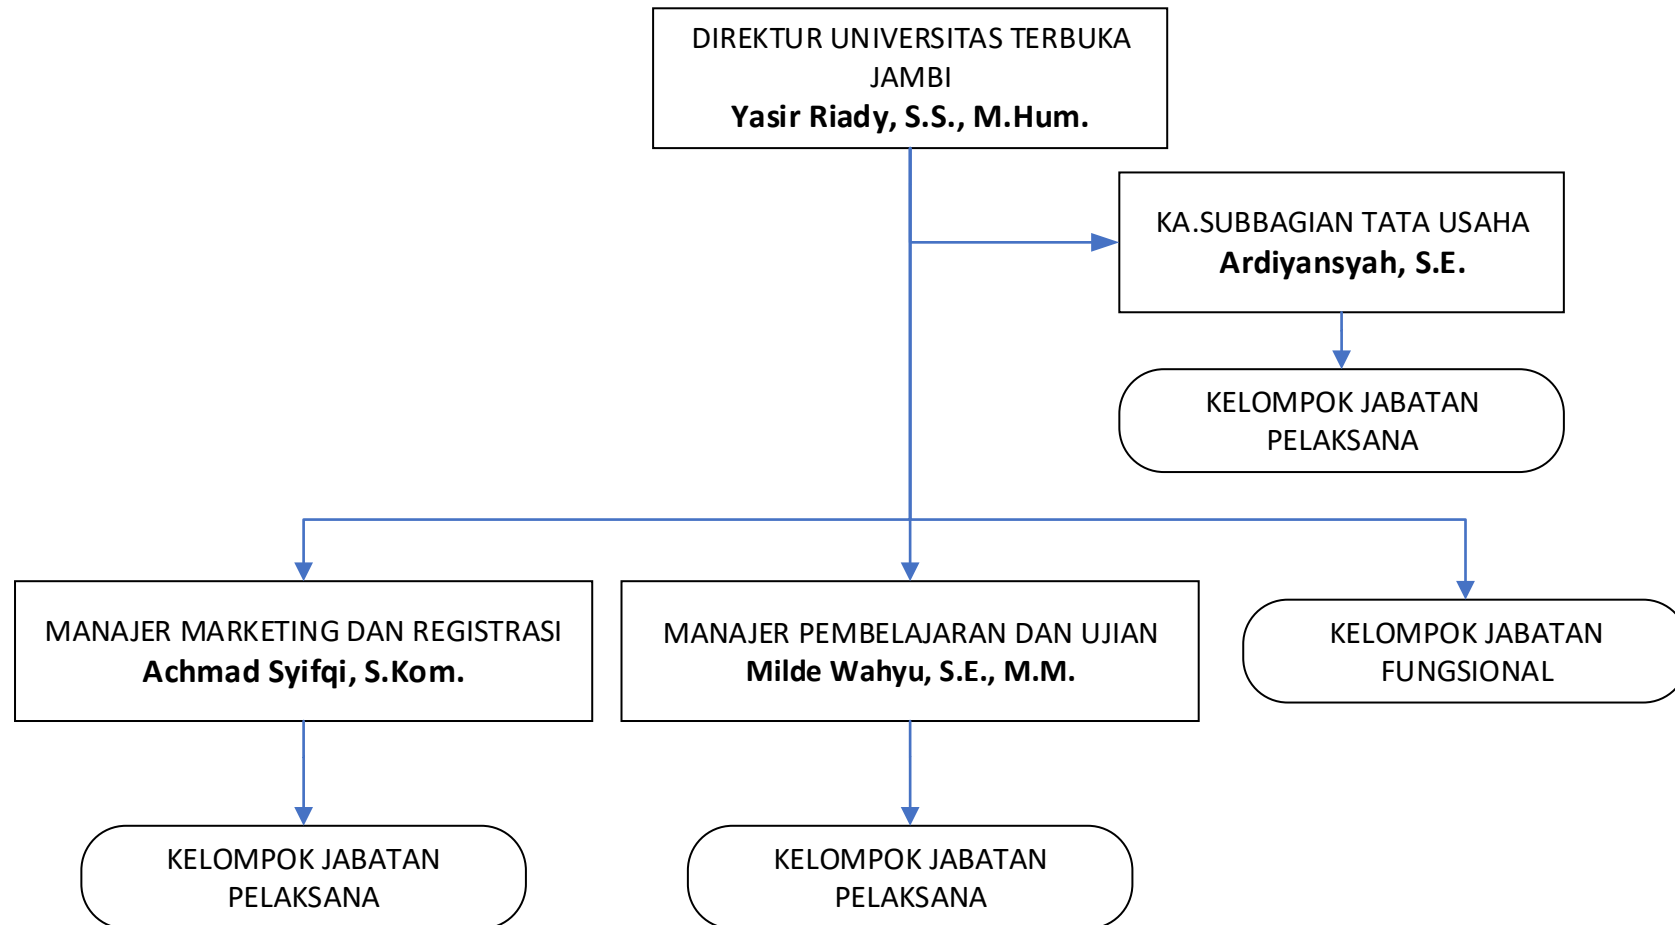 DIREKTUR UNIVERSITAS TERBUKA
JAMBI
Yasir Riady, S.S., M.Hum.
KA.SUBBAGIAN TATA USAHA
Ardiyansyah, S.E.
KELOMPOK JABATAN
PELAKSANA
MANAJER MARKETING DAN REGISTRASI
Achmad Syifqi, S.Kom.
MANAJER PEMBELAJARAN DAN UJIAN
Milde Wahyu, S.E., M.M.
KELOMPOK JABATAN
FUNGSIONAL
KELOMPOK JABATAN
PELAKSANA
KELOMPOK JABATAN
PELAKSANA